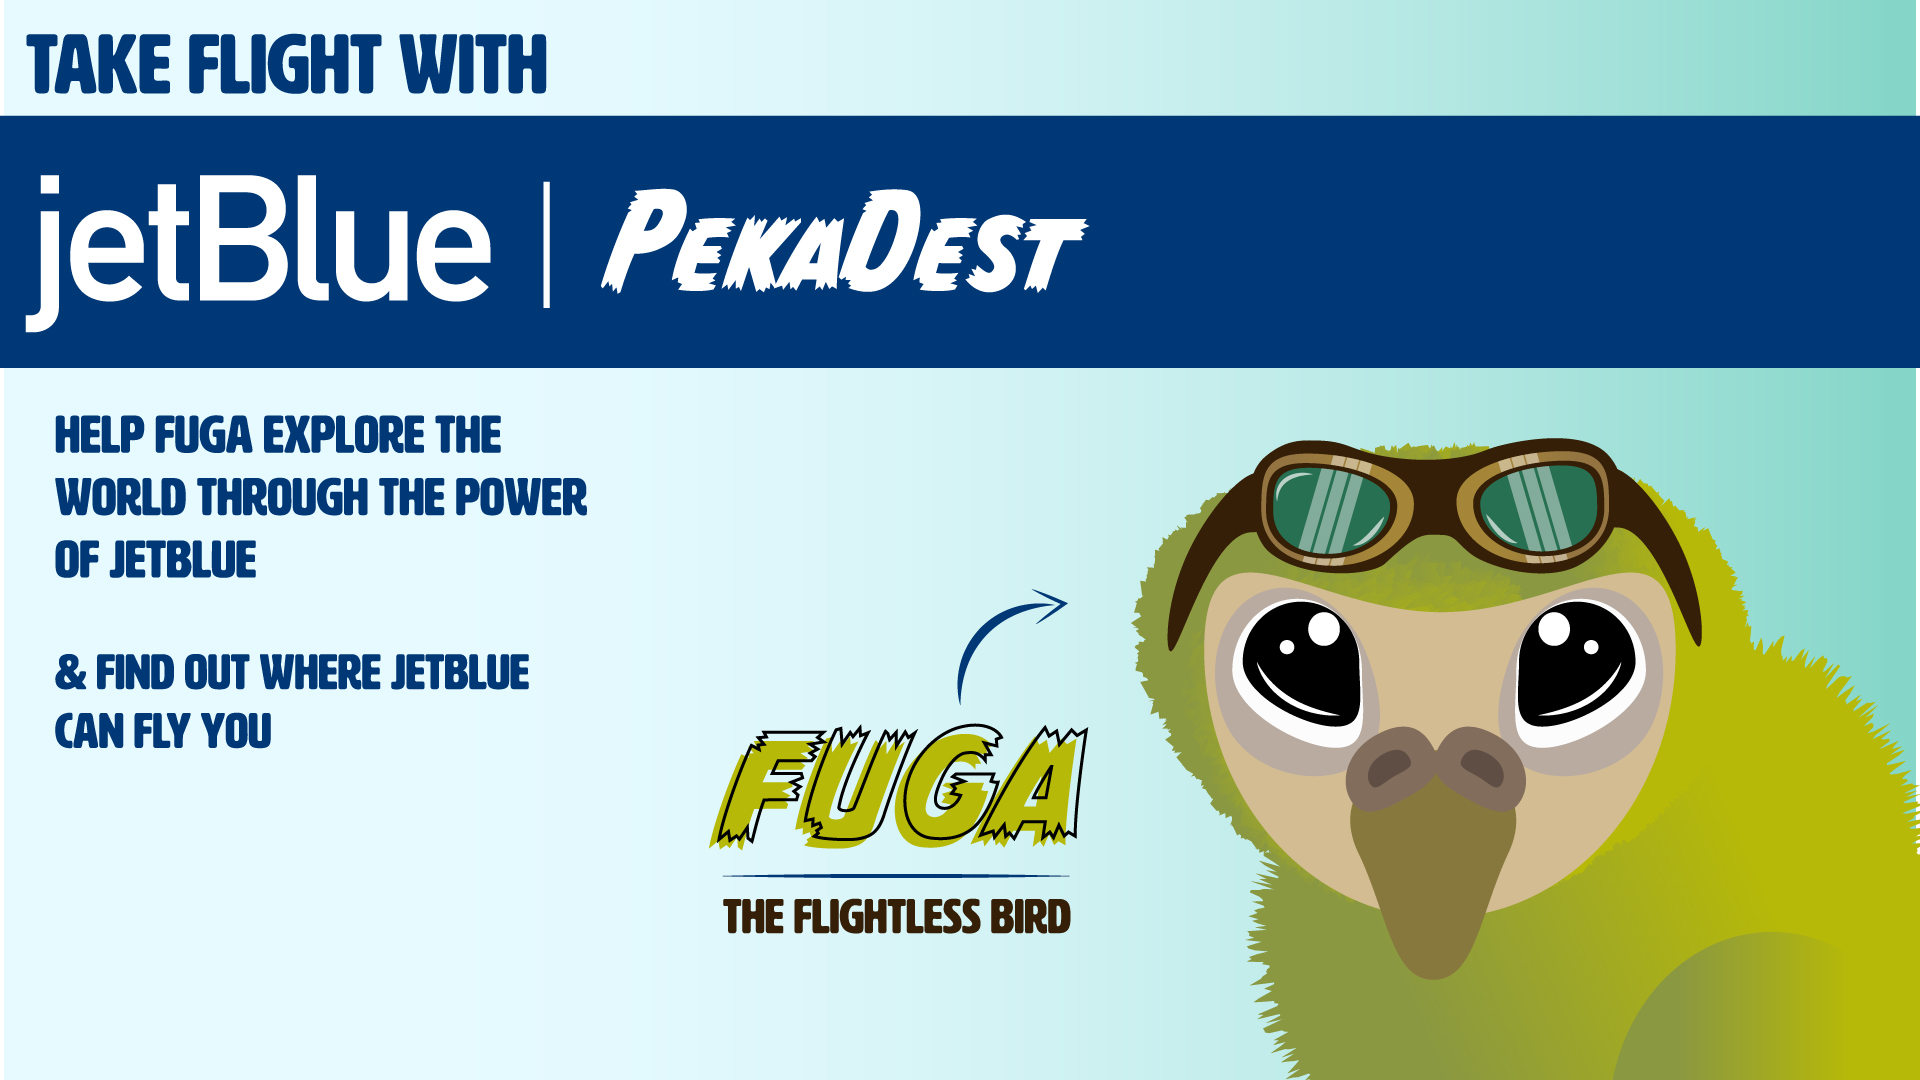 TAKE FLIGHT WITH
jetBlue | PEKADEST
HELP FUGA EXPLORE THE
WORLD THROUGH THE POWER
OF JETBLUE
& FIND OUT WHERE JETBLUE
CAN FLY YOU
FUGA
THE FLIGHTLESS BIRD